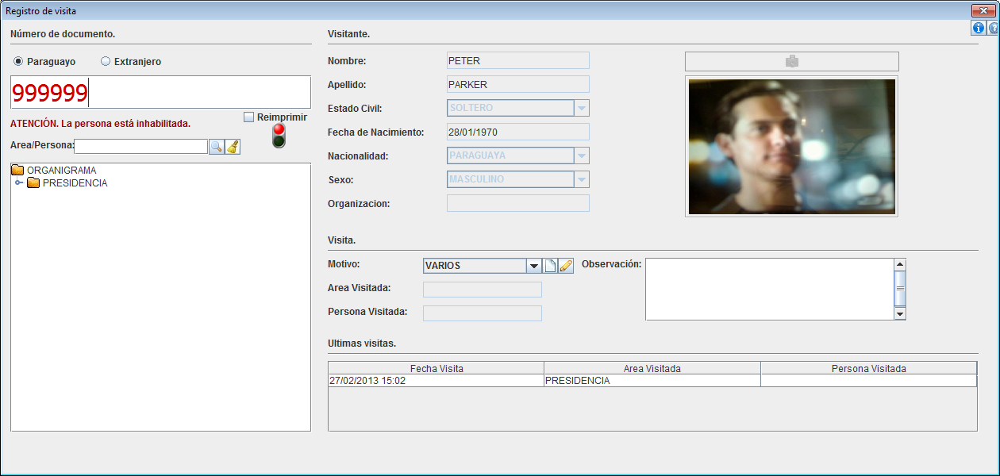 Registro de visita
Número de documento.
Paraguayo
Extranjero
999999
ATENCIÓN. La persona está inhabilitada.
Reimprimir
Area/Persona:
ORGANIGRAMA
PRESIDENCIA
Visitante.
Nombre: PETER
Apellido: PARKER
Estado Civil: SOLTERO
Fecha de Nacimiento: 28/01/1970
Nacionalidad: PARAGUAYA
Sexo: MASCULINO
Organizacion:
Visita.
Motivo: VARIOS
Observación:
Area Visitada:
Persona Visitada:
Ultimas visitas.
Fecha Visita Area Visitada Persona Visitada
27/02/2013 15:02 PRESIDENCIA